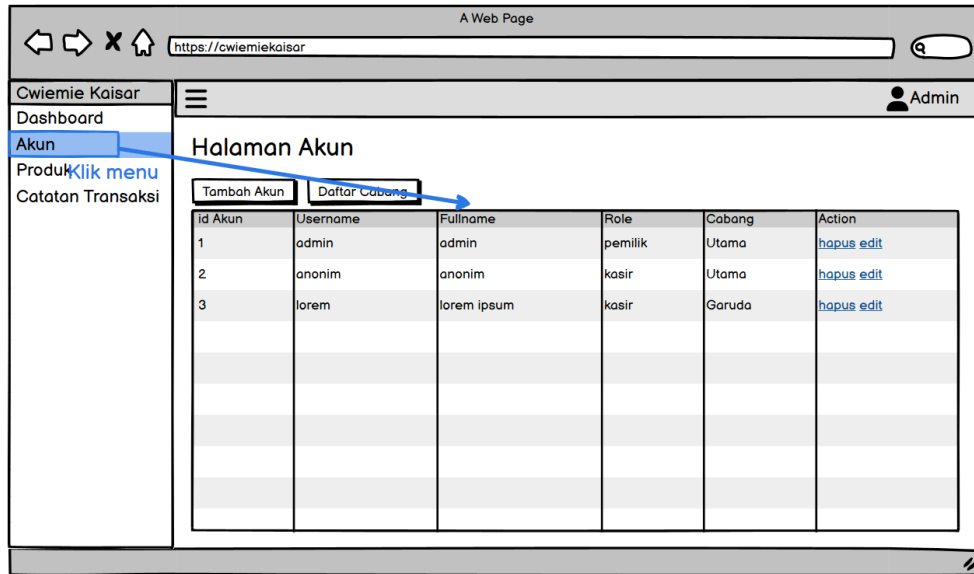 A Web Page
https://cwiemiekaisar
Cwiemie Kaisar
Admin
Dashboard
Akun
Produk
Klik menu
Catatan Transaksi
Halaman Akun
Tambah Akun Daftar Cabang
id Akun Username Fullname Role Cabang Action
1 admin admin pemilik Utama hapus edit
2 anonim anonim kasir Utama hapus edit
3 lorem lorem ipsum kasir Garuda hapus edit